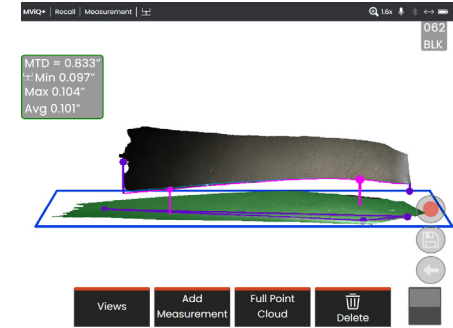 MViQ+ | Recall | Measurement |
1.6x
062
BLK
MTD = 0.833"
Min 0.097"
Max 0.104"
Avg 0.101"
Views
Add
Measurement
Full Point
Cloud
Delete